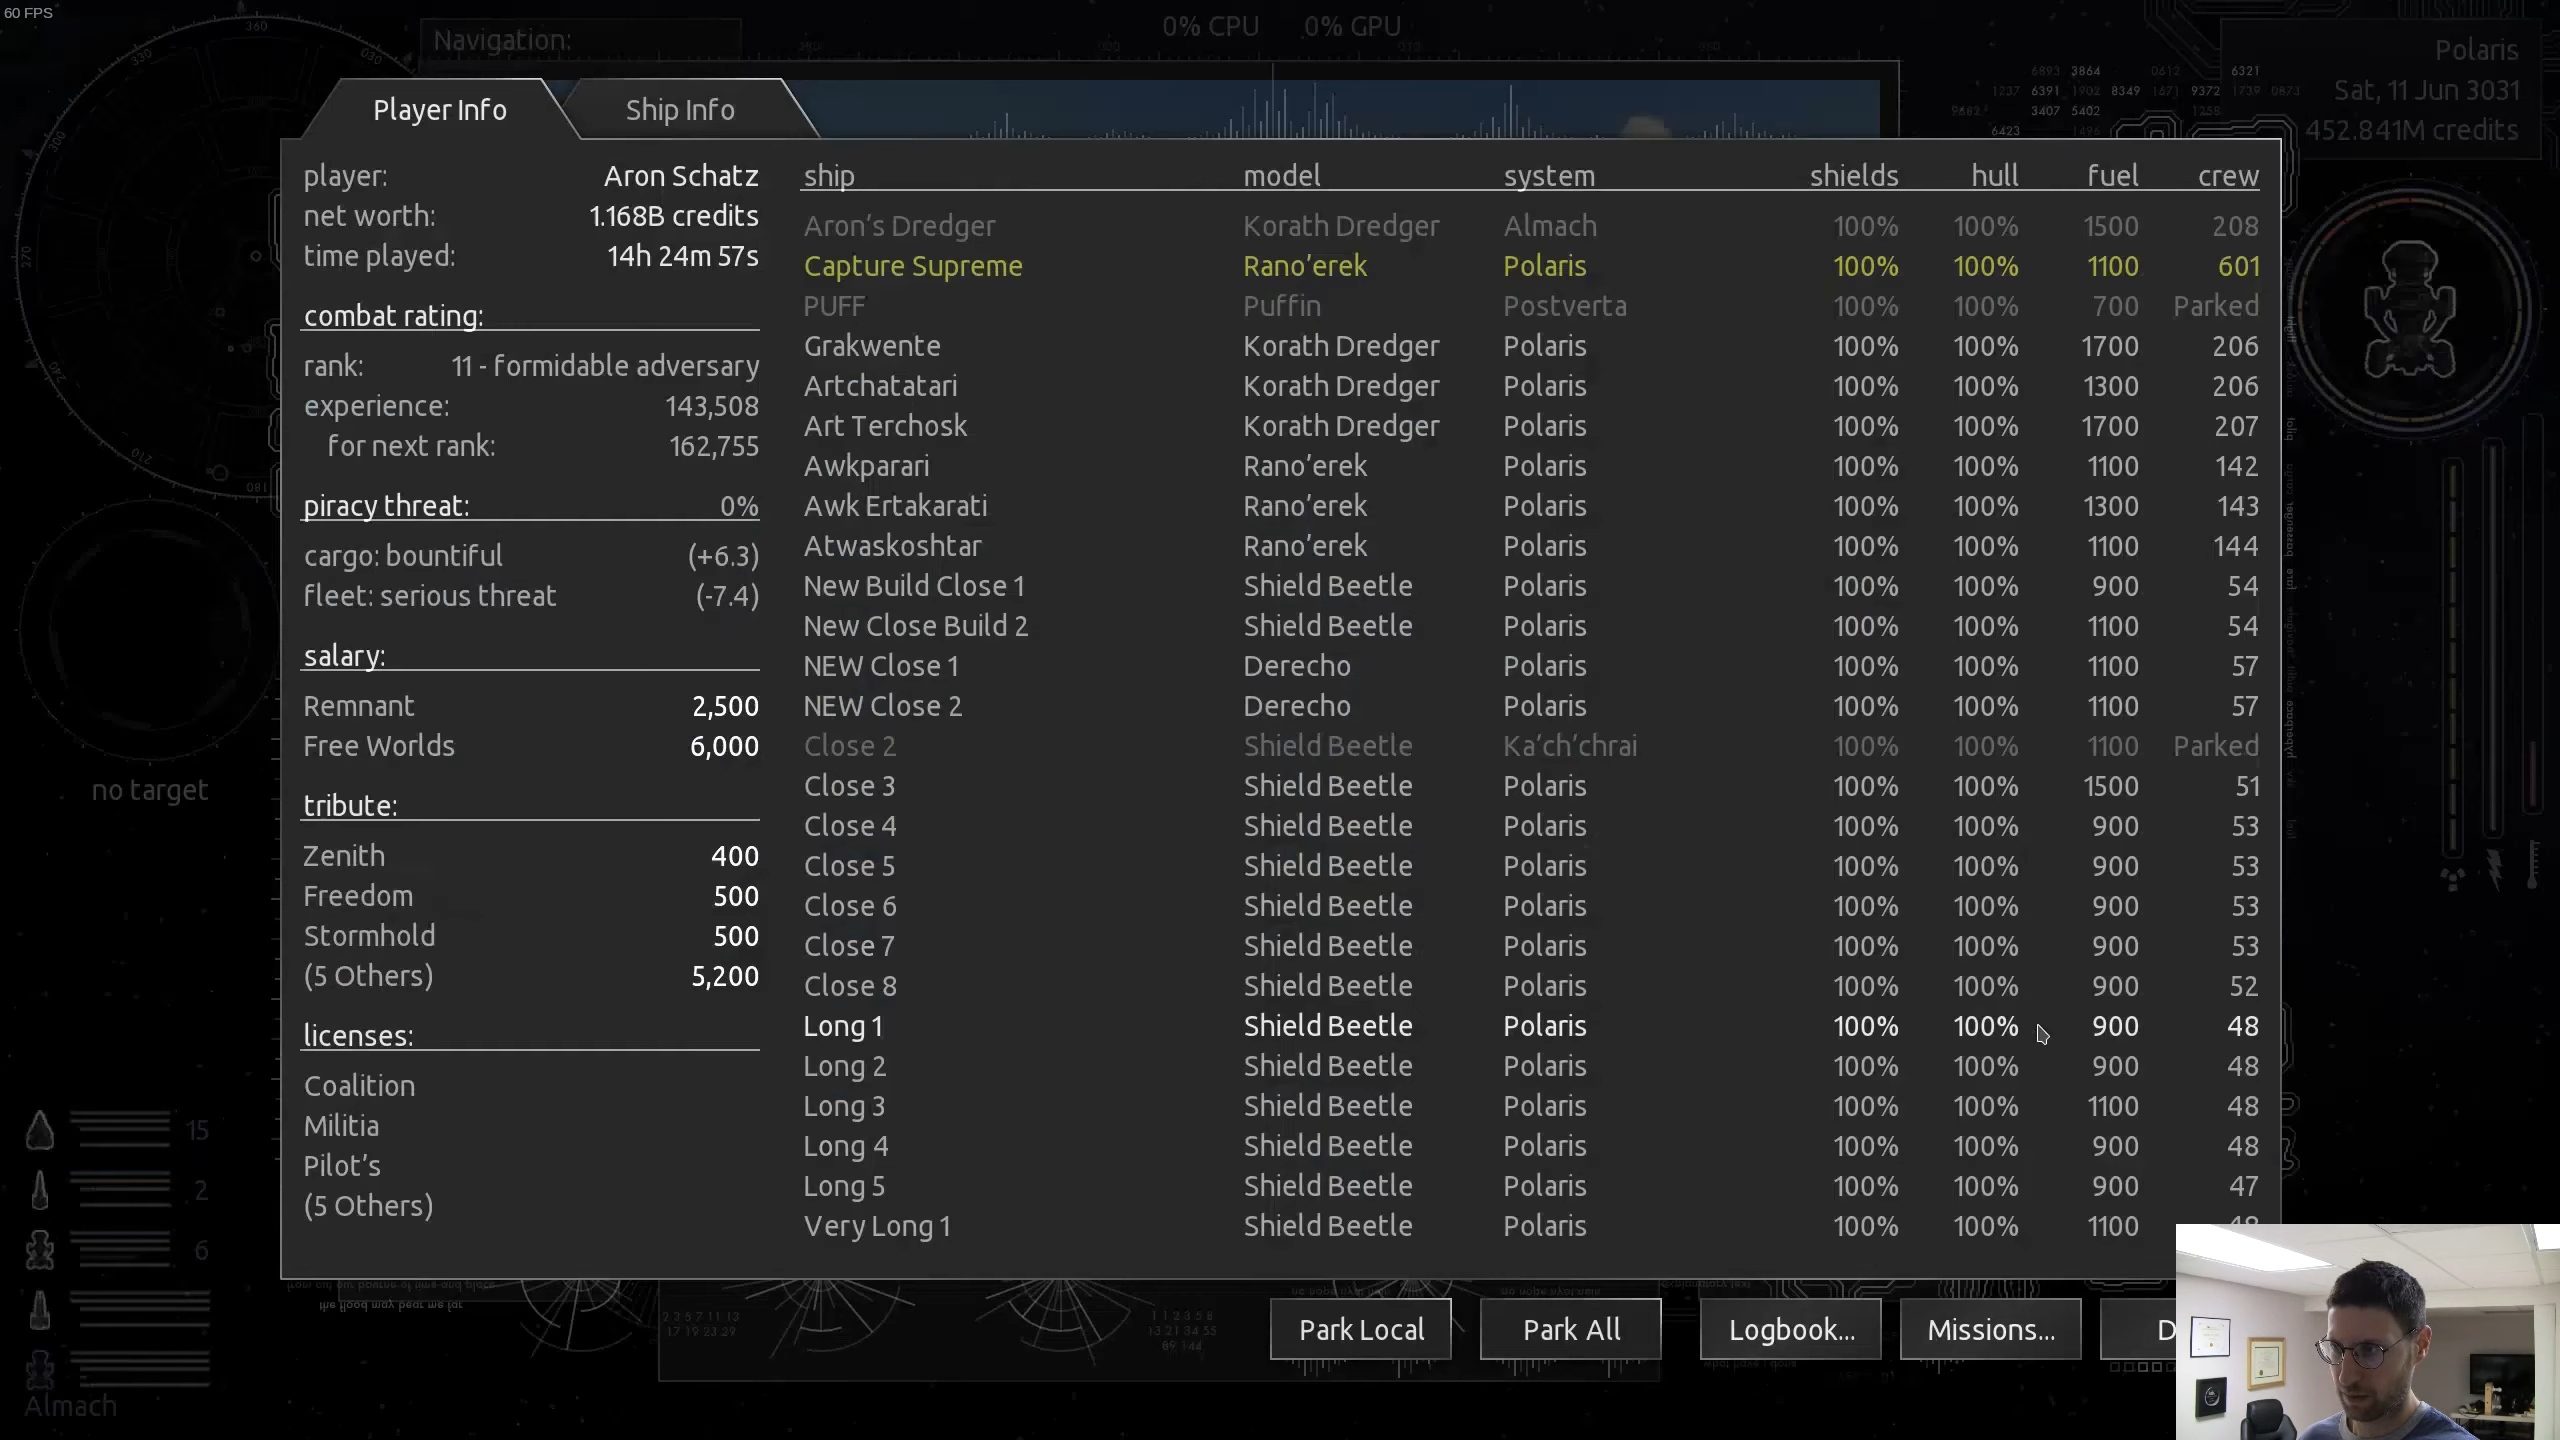 60 FPS
0% CPU 0% GPU
Navigation:
Polaris
Sat, 11 Jun 3031
452.841M credits
Player Info
Ship Info
player: Aron Schatz
net worth: 1.168B credits
time played: 14h 24m 57s
combat rating:
rank: 11 - formidable adversary
experience: 143,508
for next rank: 162,755
piracy threat: 0%
cargo: bountiful (+6.3)
fleet: serious threat (-7.4)
salary:
Remnant 2,500
Free Worlds 6,000
tribute:
Zenith 400
Freedom 500
Stormhold 500
(5 Others) 5,200
licenses:
Coalition
Militia
Pilot's
(5 Others)
ship model system shields hull fuel crew
Aron's Dredger Korath Dredger Almach 100% 100% 1500 208
Capture Supreme Rano'erek Polaris 100% 100% 1100 601
PUFF Puffin Postverta 100% 100% 700 Parked
Grakwente Korath Dredger Polaris 100% 100% 1700 206
Artchatatari Korath Dredger Polaris 100% 100% 1300 206
Art Terchosk Korath Dredger Polaris 100% 100% 1700 207
Awkparari Rano'erek Polaris 100% 100% 1100 142
Awk Ertakarati Rano'erek Polaris 100% 100% 1300 143
Atwaskoshtar Rano'erek Polaris 100% 100% 1100 144
New Build Close 1 Shield Beetle Polaris 100% 100% 900 54
New Close Build 2 Shield Beetle Polaris 100% 100% 1100 54
NEW Close 1 Derecho Polaris 100% 100% 1100 57
NEW Close 2 Derecho Polaris 100% 100% 1100 57
Close 2 Shield Beetle Ka'ch'chrai 100% 100% 1100 Parked
Close 3 Shield Beetle Polaris 100% 100% 1500 51
Close 4 Shield Beetle Polaris 100% 100% 900 53
Close 5 Shield Beetle Polaris 100% 100% 900 53
Close 6 Shield Beetle Polaris 100% 100% 900 53
Close 7 Shield Beetle Polaris 100% 100% 900 53
Close 8 Shield Beetle Polaris 100% 100% 900 52
Long 1 Shield Beetle Polaris 100% 100% 900 48
Long 2 Shield Beetle Polaris 100% 100% 900 48
Long 3 Shield Beetle Polaris 100% 100% 1100 48
Long 4 Shield Beetle Polaris 100% 100% 900 48
Long 5 Shield Beetle Polaris 100% 100% 900 47
Very Long 1 Shield Beetle Polaris 100% 100% 1100
no target
15
2
6
Almach
Park Local
Park All
Logbook...
Missions...